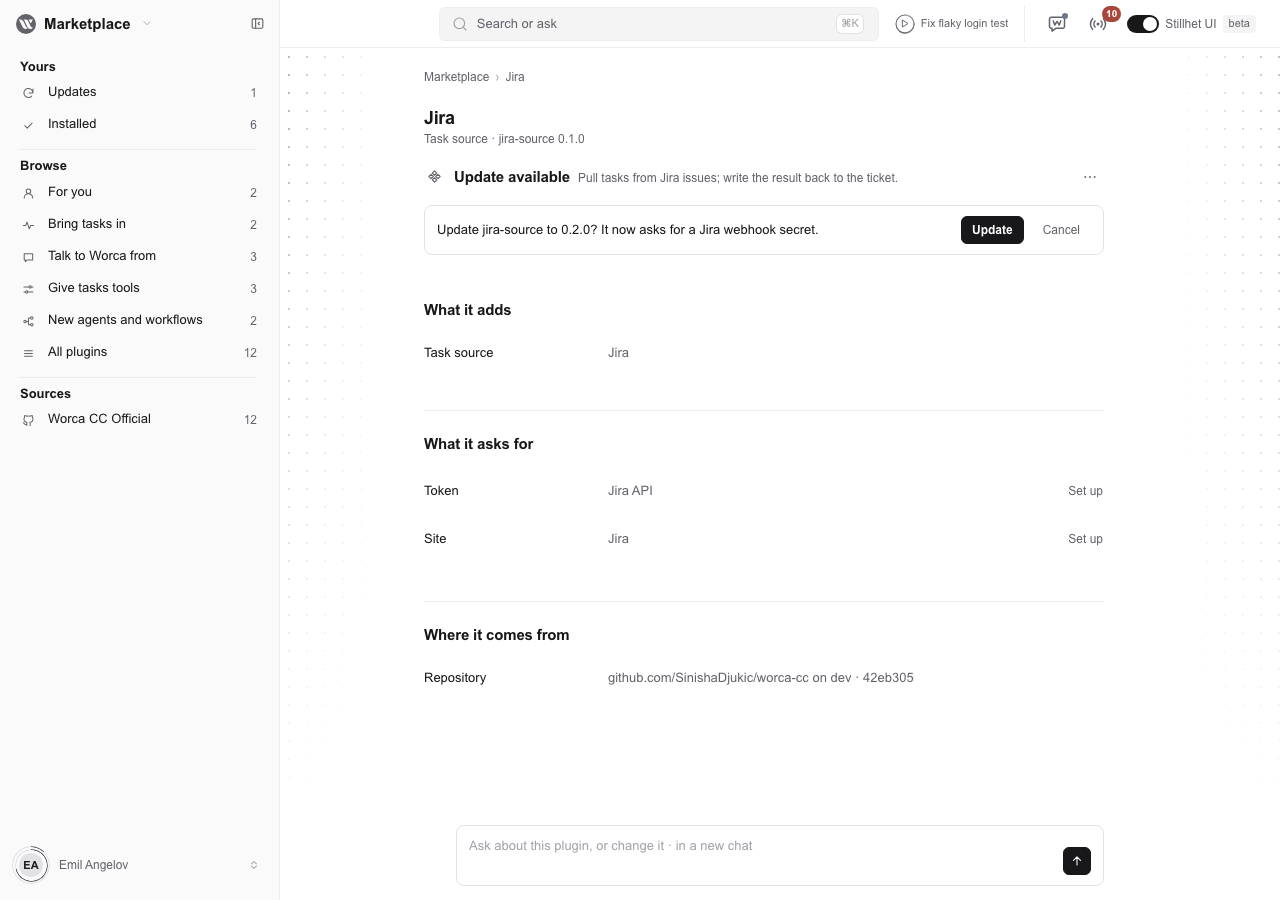 Marketplace
Search or ask
⌘K
Fix flaky login test
10
Stillhet UI
beta
Yours
Updates 1
Installed 6
Browse
For you 2
Bring tasks in 2
Talk to Worca from 3
Give tasks tools 3
New agents and workflows 2
All plugins 12
Sources
Worca CC Official 12
EA
Emil Angelov
Marketplace › Jira
Jira
Task source · jira-source 0.1.0
Update available Pull tasks from Jira issues; write the result back to the ticket.
Update jira-source to 0.2.0? It now asks for a Jira webhook secret. Update Cancel
What it adds
Task source Jira
What it asks for
Token Jira API Set up
Site Jira Set up
Where it comes from
Repository github.com/SinishaDjukic/worca-cc on dev · 42eb305
Ask about this plugin, or change it · in a new chat